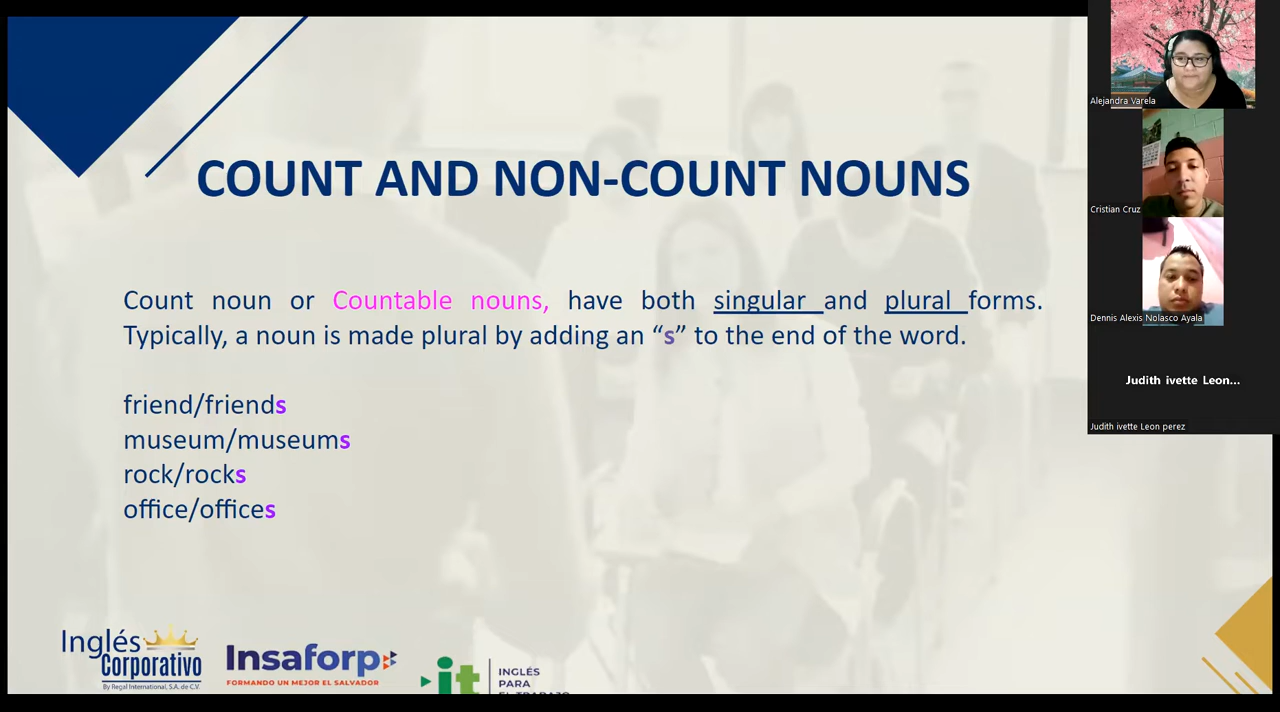 COUNT AND NON-COUNT NOUNS
Count noun or Countable nouns, have both singular and plural forms.
Typically, a noun is made plural by adding an “s” to the end of the word.
friend/friends
museum/museums
rock/rocks
office/offices
Inglés
Corporativo
By Regal International, S.A. de C.V.
Insaforp
FORMANDO UN MEJOR EL SALVADOR
it
INGLÉS
PARA
EL TRABAJO
Alejandra Varela
Cristian Cruz
Dennis Alexis Nolasco Ayala
Judith ivette Leon...
Judith ivette Leon perez